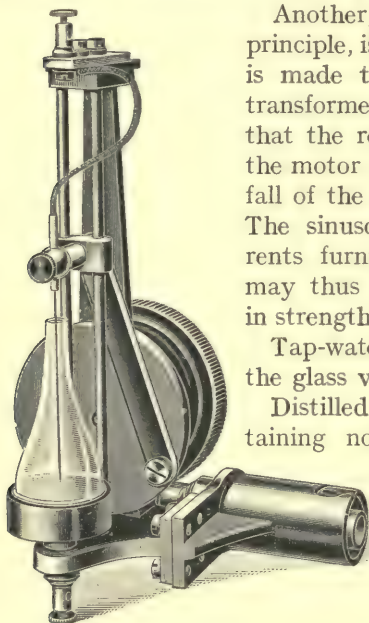 Another
principle, is
is made t
transforme
that the re
the motor
fall of the
The sinuso
rents furn
may thus
in strength
Tap-wate
the glass v
Distilled
taining no